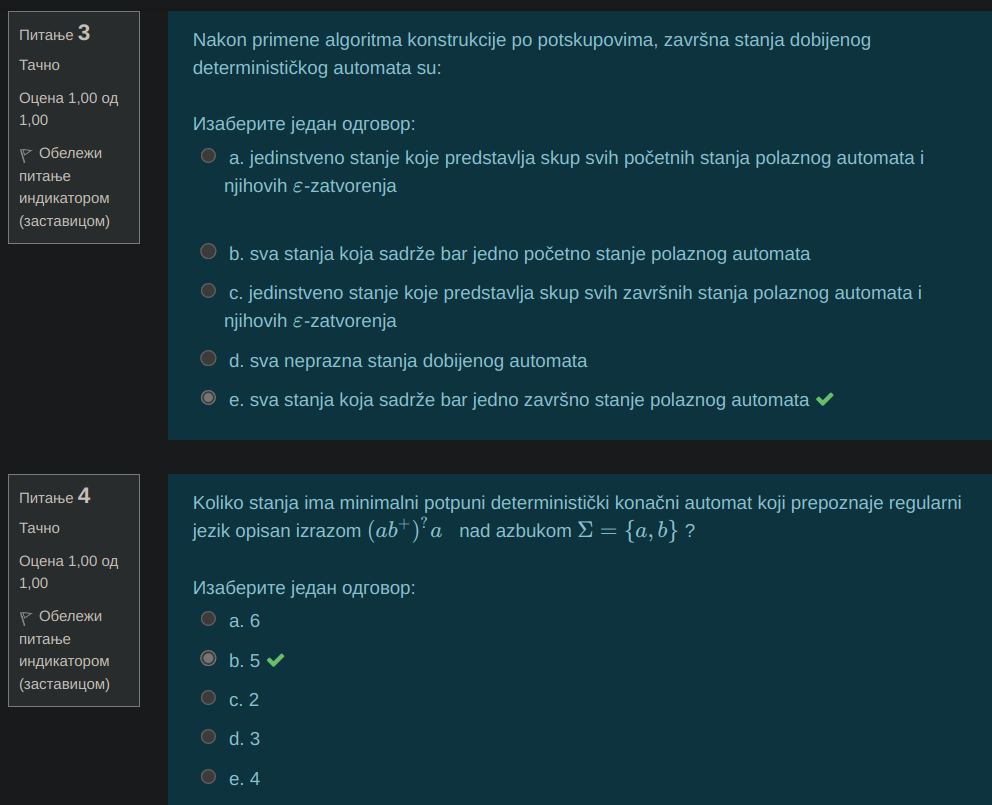 Питање 3
Тачно
Оцена 1,00 од
1,00
Обележи
питање
индикатором
(заставицом)
Nakon primene algoritma konstrukcije po potskupovima, završna stanja dobijenog
determinističkog automata su:
Изаберите један одговор:
a. jedinstveno stanje koje predstavlja skup svih početnih stanja polaznog automata i
njihovih ε-zatvorenja
b. sva stanja koja sadrže bar jedno početno stanje polaznog automata
c. jedinstveno stanje koje predstavlja skup svih završnih stanja polaznog automata i
njihovih ε-zatvorenja
d. sva neprazna stanja dobijenog automata
e. sva stanja koja sadrže bar jedno završno stanje polaznog automata
Питање 4
Тачно
Оцена 1,00 од
1,00
Обележи
питање
индикатором
(заставицом)
Koliko stanja ima minimalni potpuni deterministički konačni automat koji prepoznaje regularni
jezik opisan izrazom (ab⁺)^? a nad azbukom Σ = {a, b} ?
Изаберите један одговор:
a. 6
b. 5
c. 2
d. 3
e. 4